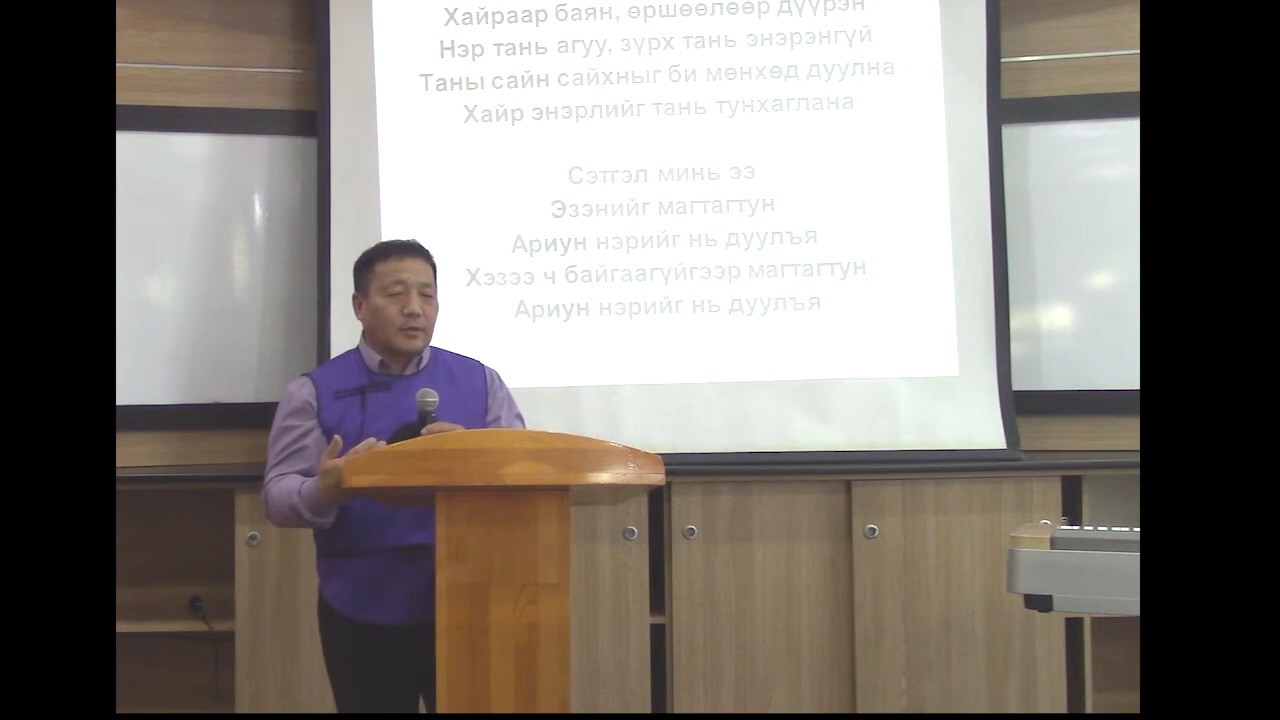 Хайраар баян, өршөөлөөр дүүрэн
Нэр тань агуу, зүрх тань энэрэнгүй
Таны сайн сайхныг би мөнхөд дуулна
Хайр энэрлийг тань тунхаглана
Сэтгэл минь ээ
Эзэнийг магтагтун
Ариун нэрийг нь дуулъя
Хэзээ ч байгаагүйгээр магтагтун
Ариун нэрийг нь дуулъя